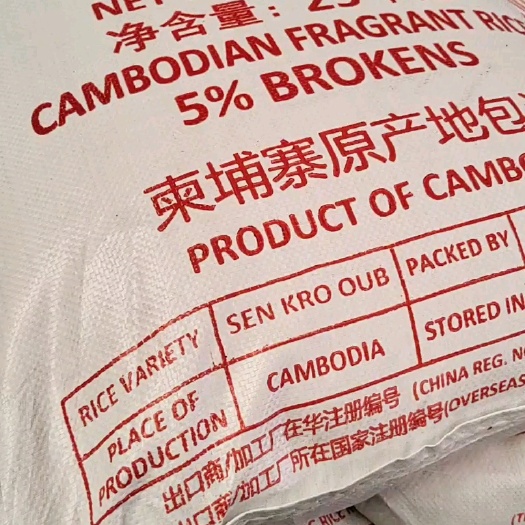 净含量：
CAMBODIAN FRAGRANT RICE
5% BROKENS
柬埔寨原产地包
PRODUCT OF
RICE VARIETY SEN KRO OUB PACKED BY
PLACE OF PRODUCTION CAMBODIA STORED IN
出口商/加工厂在华注册编号 (CHINA REG. NO
出口商/加工厂所在国家注册编号(OVERSEAS